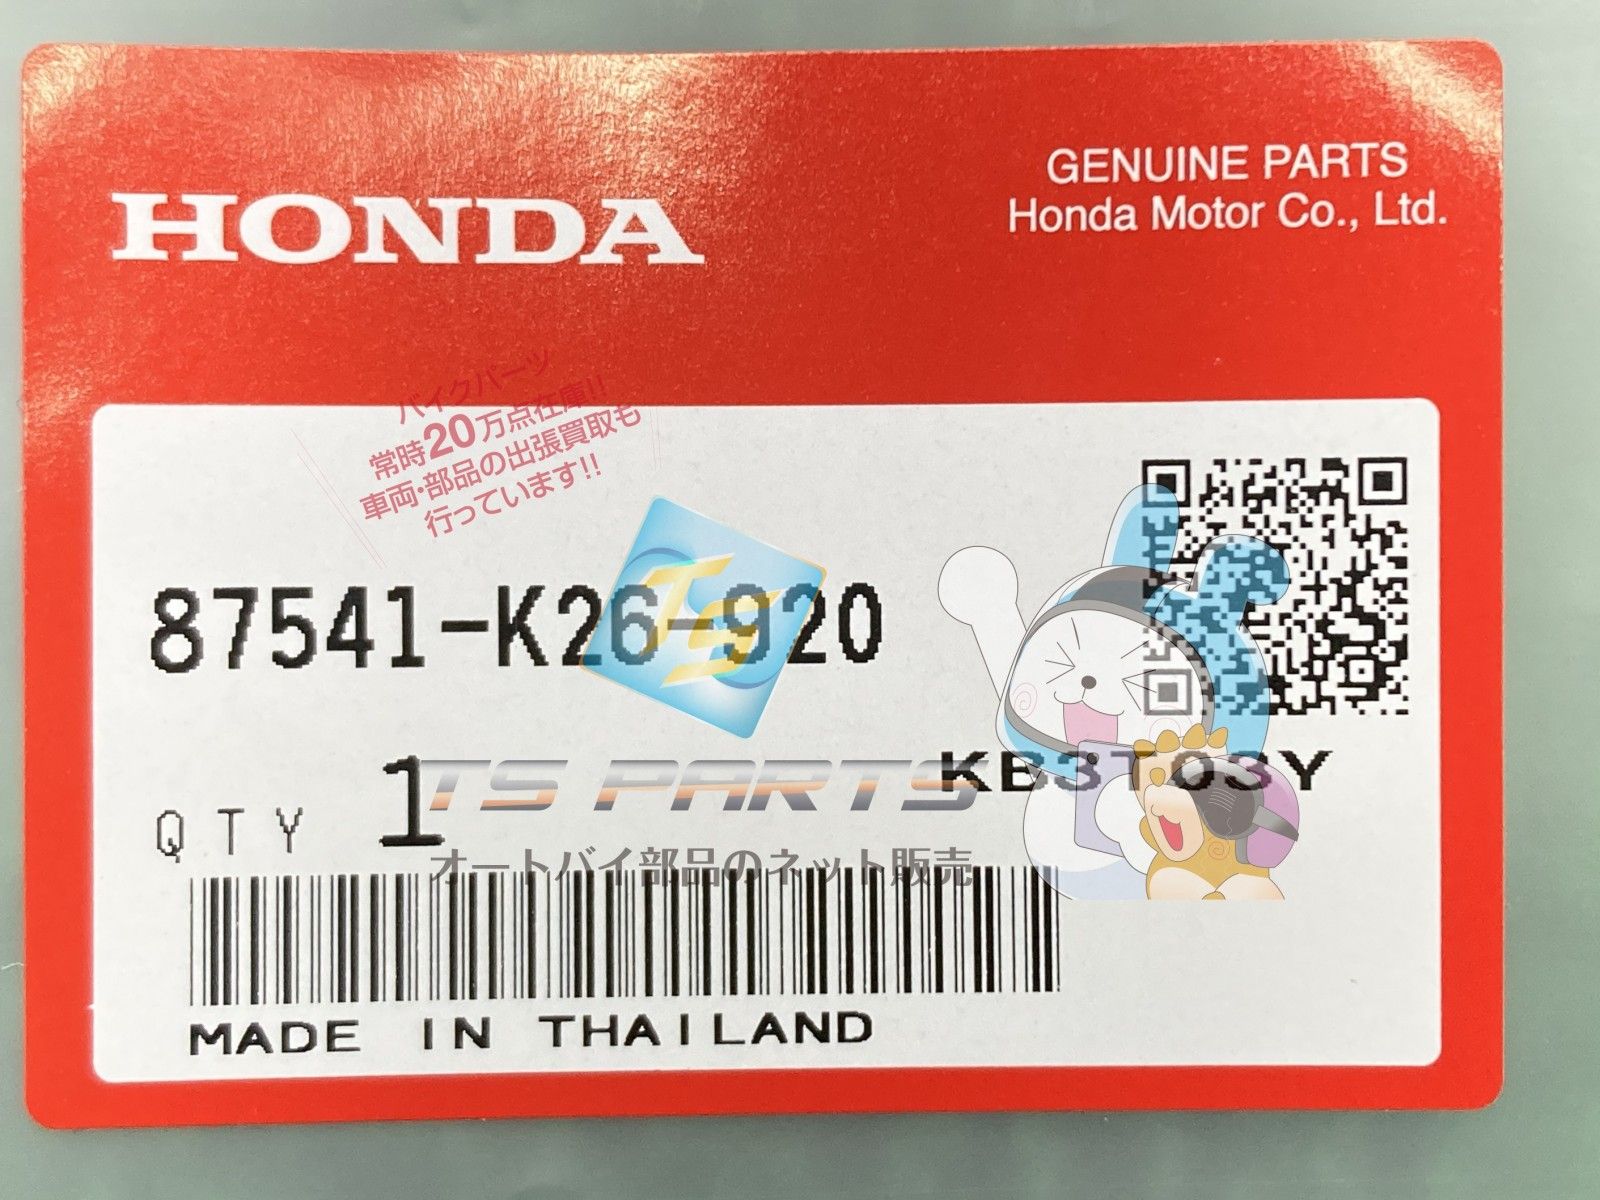 HONDA
GENUINE PARTS
Honda Motor Co., Ltd.
バイクパーツ
常時20万点在庫!!
車両・部品の出張買取も
行っています!!
87541-K26-920
TS
KB3T03Y
QTY 1
TS PARTS
オートバイ部品のネット販売
MADE IN THAILAND